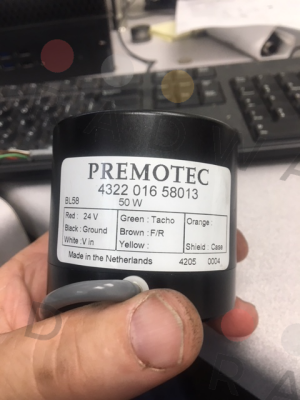 PREMOTEC
4322 016 58013
BL58 50 W
Red : 24 V Green : Tacho Orange :
Black : Ground Brown : F/R
White : V in Yellow : Shield : Case
Made in the Netherlands 4205 0004